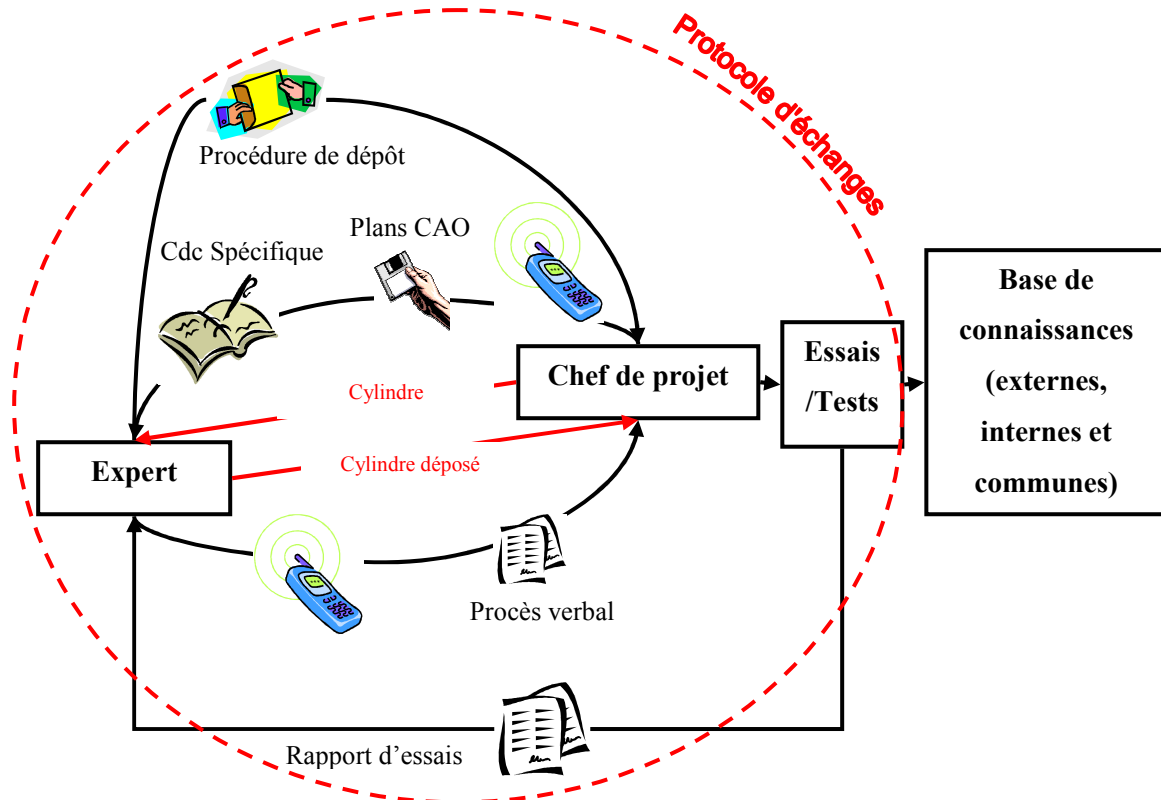 Protocole d'échanges
Procédure de dépôt
Plans CAO
Cdc Spécifique
Base de
connaissances
(externes,
internes et
communes)
Chef de projet
Essais
/Tests
Cylindre
Cylindre déposé
Expert
Procès verbal
Rapport d’essais